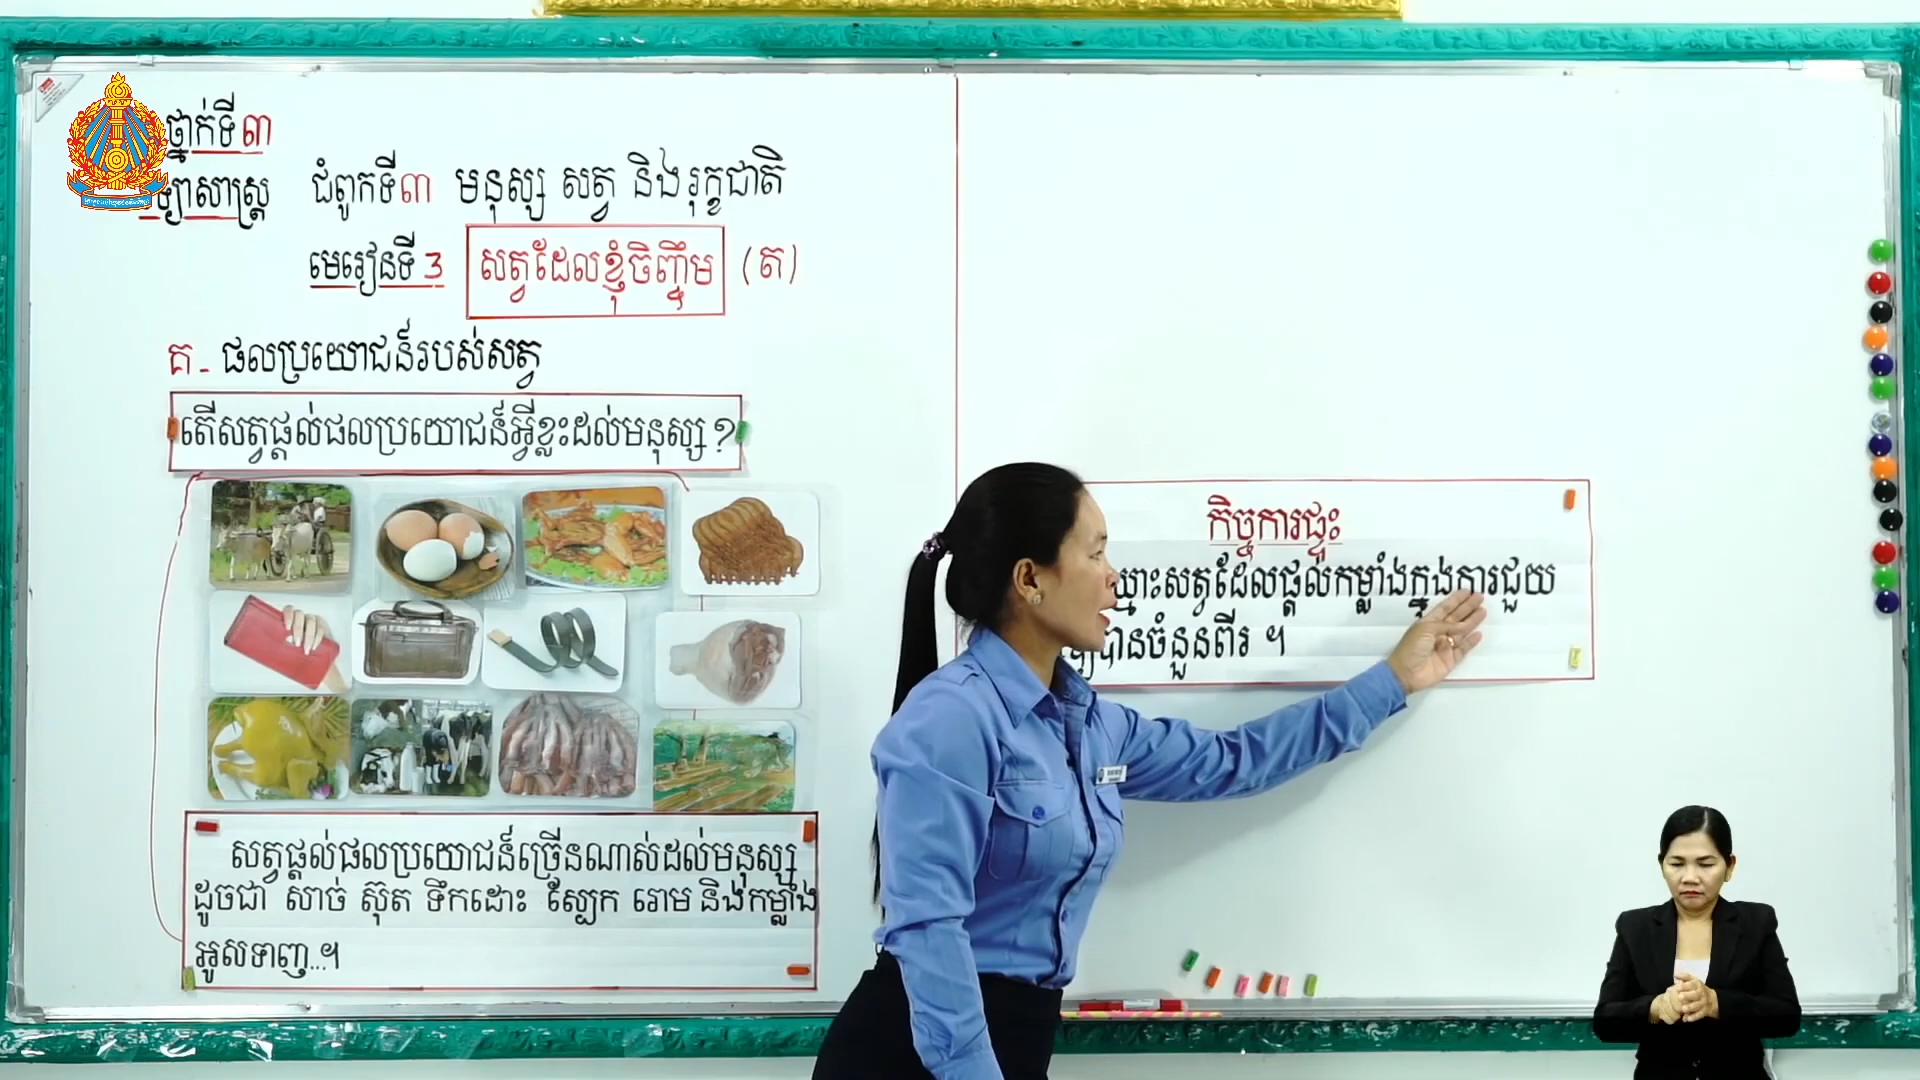 ថ្នាក់ទី៣
ជំពូកទី៣ មនុស្ស សត្វ និងរុក្ខជាតិ
មេរៀនទី 3 សត្វដែលខ្ញុំចិញ្ចឹម (ត)
គ- ផលប្រយោជន៍របស់សត្វ
តើសត្វផ្តល់ផលប្រយោជន៍អ្វីខ្លះដល់មនុស្ស?
សត្វផ្តល់ផលប្រយោជន៍ច្រើនណាស់ដល់មនុស្ស
ដូចជា សាច់ ស៊ុត ទឹកដោះ ស្បែក រោម និងកម្លាំង
អូសទាញ...។
កិច្ចការផ្ទះ
ឈ្មោះសត្វដែលផ្តល់កម្លាំងក្នុងការជួយ
បានចំនួនពីរ ។